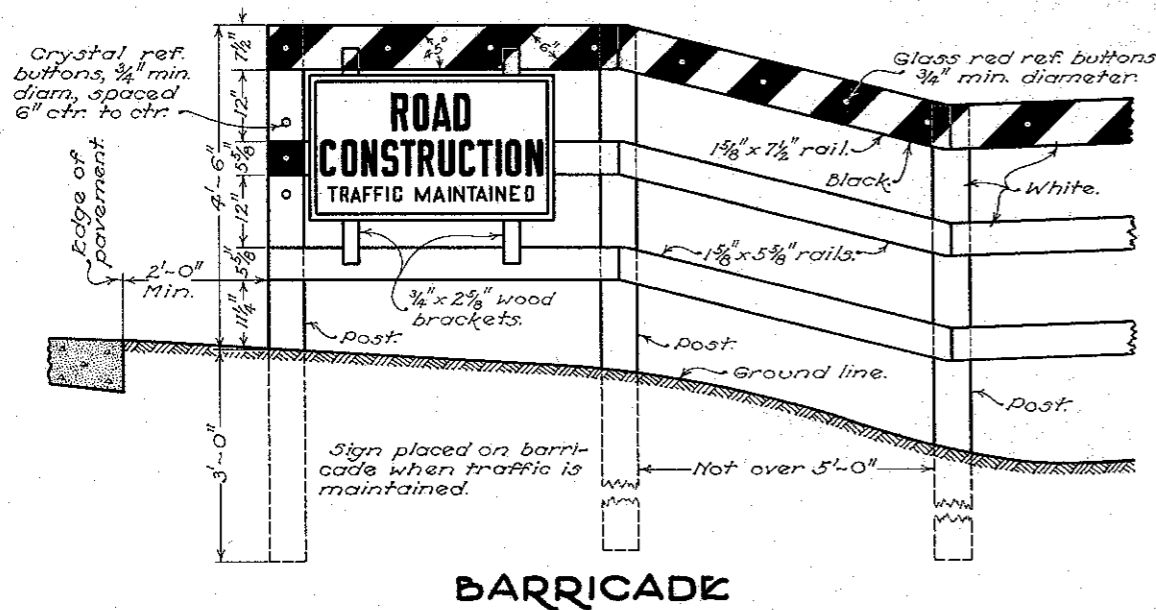 Crystal ref.
buttons, 3/4" min.
diam., spaced
6" ctr. to ctr.
7 1/2"
12"
5 5/8"
12"
5 5/8"
11 1/4"
4'-6"
3'-0"
Edge of
pavement.
2'-0"
Min.
45°
6"
ROAD
CONSTRUCTION
TRAFFIC MAINTAINED
3/4" x 2 5/8" wood
brackets.
Post.
Sign placed on barri-
cade when traffic is
maintained.
Glass red ref. buttons
3/4" min. diameter.
1 5/8" x 7 1/2" rail.
Black.
White.
1 5/8" x 5 5/8" rails.
Post.
Ground line.
Post.
Not over 5'-0"
BARRICADE